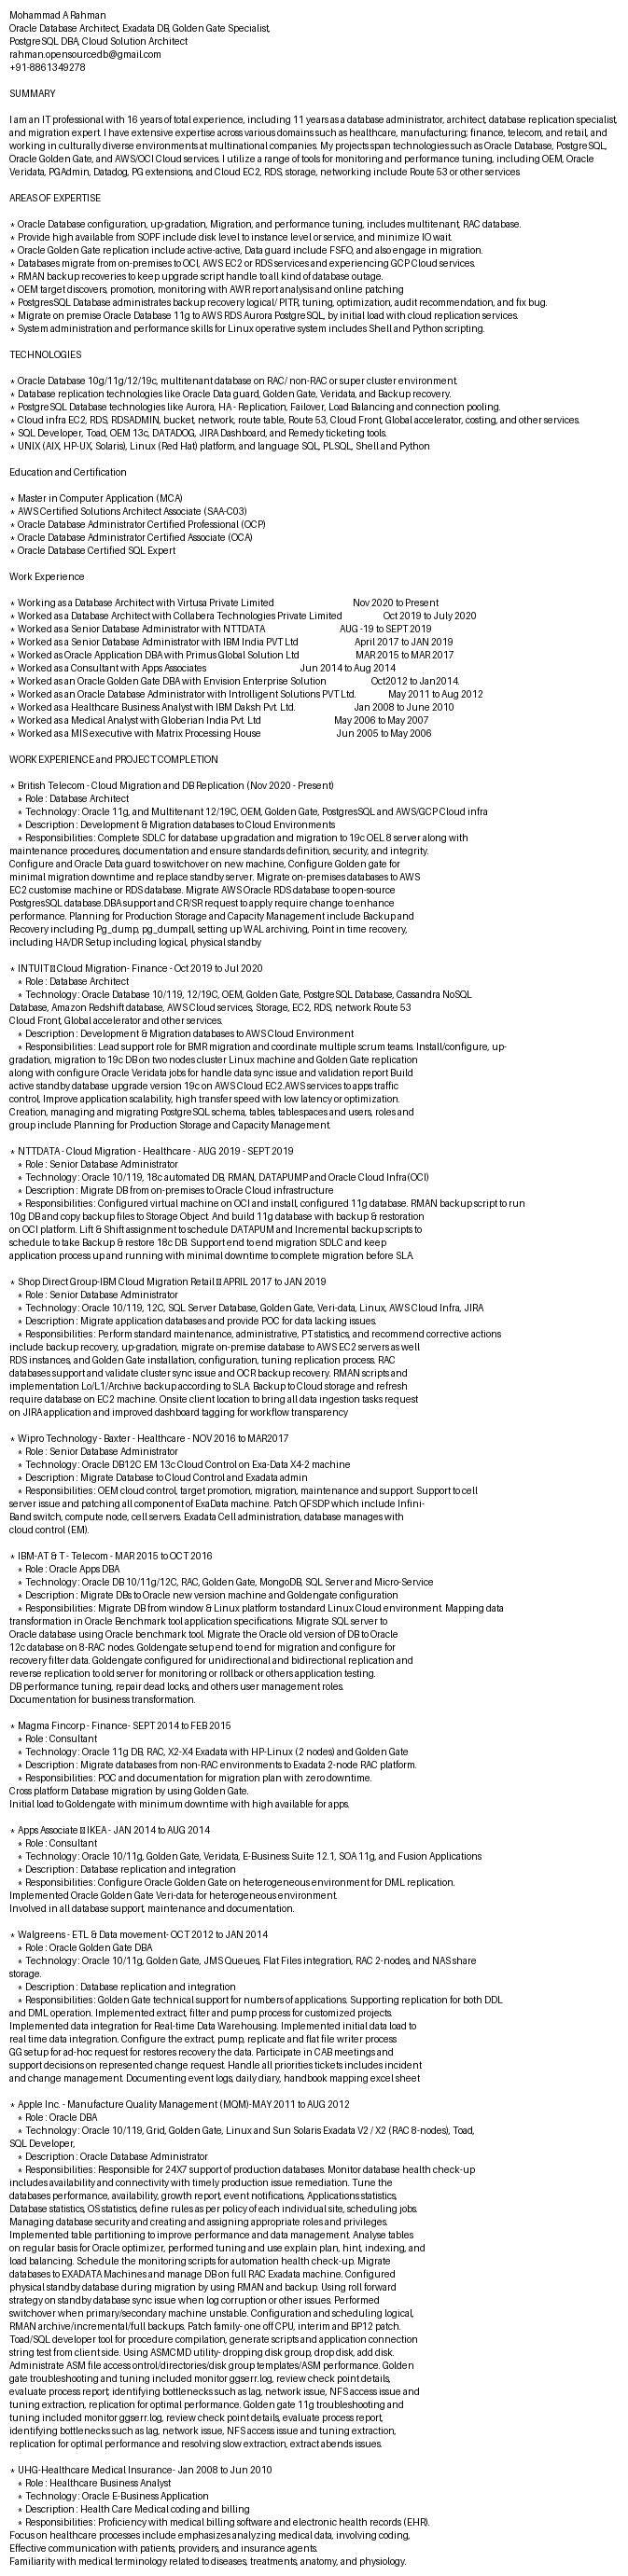 Mohammad A Rahman
Oracle Database Architect, Exadata DB, Golden Gate Specialist,
PostgreSQL DBA, Cloud Solution Architect
rahman.opensourcedb@gmail.com
+91-8861349278
SUMMARY
I am an IT professional with 16 years of total experience, including 11 years as a database administrator, architect, database replication specialist,
and migration expert. I have extensive expertise across various domains such as healthcare, manufacturing; finance, telecom, and retail, and
working in culturally diverse environments at multinational companies. My projects span technologies such as Oracle Database, PostgreSQL,
Oracle Golden Gate, and AWS/OCI Cloud services. I utilize a range of tools for monitoring and performance tuning, including OEM, Oracle
Veridata, PGAdmin, Datadog, PG extensions, and Cloud EC2, RDS, storage, networking include Route 53 or other services
AREAS OF EXPERTISE
* Oracle Database configuration, up-gradation, Migration, and performance tuning, includes multitenant, RAC database.
* Provide high available from SOPF include disk level to instance level or service, and minimize IO wait.
* Oracle Golden Gate replication include active-active, Data guard include FSFO, and also engage in migration.
* Databases migrate from on-premises to OCI, AWS EC2 or RDS services and experiencing GCP Cloud services.
* RMAN backup recoveries to keep upgrade script handle to all kind of database outage.
* OEM target discovers, promotion, monitoring with AWR report analysis and online patching
* PostgresSQL Database administrates backup recovery logical/ PITR, tuning, optimization, audit recommendation, and fix bug.
* Migrate on premise Oracle Database 11g to AWS RDS Aurora PostgreSQL, by initial load with cloud replication services.
* System administration and performance skills for Linux operative system includes Shell and Python scripting.
TECHNOLOGIES
* Oracle Database 10g/11g/12/19c, multitenant database on RAC/ non-RAC or super cluster environment.
* Database replication technologies like Oracle Data guard, Golden Gate, Veridata, and Backup recovery.
* PostgreSQL Database technologies like Aurora, HA - Replication, Failover, Load Balancing and connection pooling.
* Cloud infra EC2, RDS, RDSADMIN, bucket, network, route table, Route 53, Cloud Front, Global accelerator, costing, and other services.
* SQL Developer, Toad, OEM 13c, DATADOG, JIRA Dashboard, and Remedy ticketing tools.
* UNIX (AIX, HP-UX, Solaris), Linux (Red Hat) platform, and language SQL, PLSQL, Shell and Python
Education and Certification
* Master in Computer Application (MCA)
* AWS Certified Solutions Architect Associate (SAA-C03)
* Oracle Database Administrator Certified Professional (OCP)
* Oracle Database Administrator Certified Associate (OCA)
* Oracle Database Certified SQL Expert
Work Experience
* Working as a Database Architect with Virtusa Private Limited Nov 2020 to Present
* Worked as a Database Architect with Collabera Technologies Private Limited Oct 2019 to July 2020
* Worked as a Senior Database Administrator with NTTDATA AUG -19 to SEPT 2019
* Worked as a Senior Database Administrator with IBM India PVT Ltd April 2017 to JAN 2019
* Worked as Oracle Application DBA with Primus Global Solution Ltd MAR 2015 to MAR 2017
* Worked as a Consultant with Apps Associates Jun 2014 to Aug 2014
* Worked as an Oracle Golden Gate DBA with Envision Enterprise Solution Oct2012 to Jan2014.
* Worked as an Oracle Database Administrator with Introlligent Solutions PVT Ltd. May 2011 to Aug 2012
* Worked as a Healthcare Business Analyst with IBM Daksh Pvt. Ltd. Jan 2008 to June 2010
* Worked as a Medical Analyst with Globerian India Pvt. Ltd May 2006 to May 2007
* Worked as a MIS executive with Matrix Processing House Jun 2005 to May 2006
WORK EXPERIENCE and PROJECT COMPLETION
* British Telecom - Cloud Migration and DB Replication (Nov 2020 - Present)
* Role : Database Architect
* Technology : Oracle 11g, and Multitenant 12/19C, OEM, Golden Gate, PostgresSQL and AWS/GCP Cloud infra
* Description : Development & Migration databases to Cloud Environments
* Responsibilities : Complete SDLC for database up gradation and migration to 19c OEL 8 server along with
maintenance procedures, documentation and ensure standards definition, security, and integrity.
Configure and Oracle Data guard to switchover on new machine, Configure Golden gate for
minimal migration downtime and replace standby server. Migrate on-premises databases to AWS
EC2 customise machine or RDS database. Migrate AWS Oracle RDS database to open-source
PostgresSQL database.DBA support and CR/SR request to apply require change to enhance
performance. Planning for Production Storage and Capacity Management include Backup and
Recovery including Pg_dump, pg_dumpall, setting up WAL archiving, Point in time recovery,
including HA/DR Setup including logical, physical standby
* INTUIT Cloud Migration- Finance - Oct 2019 to Jul 2020
* Role : Database Architect
* Technology : Oracle Database 10/119, 12/19C, OEM, Golden Gate, PostgreSQL Database, Cassandra NoSQL
Database, Amazon Redshift database, AWS Cloud services, Storage, EC2, RDS, network Route 53
Cloud Front, Global accelerator and other services.
* Description : Development & Migration databases to AWS Cloud Environment
* Responsibilities : Lead support role for BMR migration and coordinate multiple scrum teams. Install/configure, up-
gradation, migration to 19c DB on two nodes cluster Linux machine and Golden Gate replication
along with configure Oracle Veridata jobs for handle data sync issue and validation report Build
active standby database upgrade version 19c on AWS Cloud EC2.AWS services to apps traffic
control, Improve application scalability, high transfer speed with low latency or optimization.
Creation, managing and migrating PostgreSQL schema, tables, tablespaces and users, roles and
group include Planning for Production Storage and Capacity Management.
* NTTDATA - Cloud Migration - Healthcare - AUG 2019 - SEPT 2019
* Role : Senior Database Administrator
* Technology : Oracle 10/119, 18c automated DB, RMAN, DATAPUMP and Oracle Cloud Infra(OCI)
* Description : Migrate DB from on-premises to Oracle Cloud infrastructure
* Responsibilities : Configured virtual machine on OCI and install, configured 11g database. RMAN backup script to run
10g DB and copy backup files to Storage Object. And build 11g database with backup & restoration
on OCI platform. Lift & Shift assignment to schedule DATAPUM and Incremental backup scripts to
schedule to take Backup & restore 18c DB. Support end to end migration SDLC and keep
application process up and running with minimal downtime to complete migration before SLA.
* Shop Direct Group-IBM Cloud Migration Retail APRIL 2017 to JAN 2019
* Role : Senior Database Administrator
* Technology : Oracle 10/119, 12C, SQL Server Database, Golden Gate, Veri-data, Linux, AWS Cloud Infra, JIRA
* Description : Migrate application databases and provide POC for data lacking issues.
* Responsibilities : Perform standard maintenance, administrative, PT statistics, and recommend corrective actions
include backup recovery, up-gradation, migrate on-premise database to AWS EC2 servers as well
RDS instances, and Golden Gate installation, configuration, tuning replication process. RAC
databases support and validate cluster sync issue and OCR backup recovery. RMAN scripts and
implementation Lo/L1/Archive backup according to SLA. Backup to Cloud storage and refresh
require database on EC2 machine. Onsite client location to bring all data ingestion tasks request
on JIRA application and improved dashboard tagging for workflow transparency
* Wipro Technology - Baxter - Healthcare - NOV 2016 to MAR2017
* Role : Senior Database Administrator
* Technology : Oracle DB12C EM 13c Cloud Control on Exa-Data X4-2 machine
* Description : Migrate Database to Cloud Control and Exadata admin
* Responsibilities : OEM cloud control, target promotion, migration, maintenance and support. Support to cell
server issue and patching all component of ExaData machine. Patch QFSDP which include Infini-
Band switch, compute node, cell servers. Exadata Cell administration, database manages with
cloud control (EM).
* IBM-AT & T - Telecom - MAR 2015 to OCT 2016
* Role : Oracle Apps DBA
* Technology : Oracle DB 10/11g/12C, RAC, Golden Gate, MongoDB, SQL Server and Micro-Service
* Description : Migrate DBs to Oracle new version machine and Goldengate configuration
* Responsibilities : Migrate DB from window & Linux platform to standard Linux Cloud environment. Mapping data
transformation in Oracle Benchmark tool application specifications. Migrate SQL server to
Oracle database using Oracle benchmark tool. Migrate the Oracle old version of DB to Oracle
12c database on 8-RAC nodes. Goldengate setup end to end for migration and configure for
recovery filter data. Goldengate configured for unidirectional and bidirectional replication and
reverse replication to old server for monitoring or rollback or others application testing.
DB performance tuning, repair dead locks, and others user management roles.
Documentation for business transformation.
* Magma Fincorp - Finance- SEPT 2014 to FEB 2015
* Role : Consultant
* Technology : Oracle 11g DB, RAC, X2-X4 Exadata with HP-Linux (2 nodes) and Golden Gate
* Description : Migrate databases from non-RAC environments to Exadata 2-node RAC platform.
* Responsibilities : POC and documentation for migration plan with zero downtime.
Cross platform Database migration by using Golden Gate.
Initial load to Goldengate with minimum downtime with high available for apps.
* Apps Associate IKEA - JAN 2014 to AUG 2014
* Role : Consultant
* Technology : Oracle 10/11g, Golden Gate, Veridata, E-Business Suite 12.1, SOA 11g, and Fusion Applications
* Description : Database replication and integration
* Responsibilities : Configure Oracle Golden Gate on heterogeneous environment for DML replication.
Implemented Oracle Golden Gate Veri-data for heterogeneous environment.
Involved in all database support, maintenance and documentation.
* Walgreens - ETL & Data movement- OCT 2012 to JAN 2014
* Role : Oracle Golden Gate DBA
* Technology : Oracle 10/11g, Golden Gate, JMS Queues, Flat Files integration, RAC 2-nodes, and NAS share
storage.
* Description : Database replication and integration
* Responsibilities : Golden Gate technical support for numbers of applications. Supporting replication for both DDL
and DML operation. Implemented extract, filter and pump process for customized projects.
Implemented data integration for Real-time Data Warehousing. Implemented initial data load to
real time data integration. Configure the extract, pump, replicate and flat file writer process
GG setup for ad-hoc request for restores recovery the data. Participate in CAB meetings and
support decisions on represented change request. Handle all priorities tickets includes incident
and change management. Documenting event logs, daily diary, handbook mapping excel sheet
* Apple Inc. - Manufacture Quality Management (MQM)-MAY 2011 to AUG 2012
* Role : Oracle DBA
* Technology : Oracle 10/119, Grid, Golden Gate, Linux and Sun Solaris Exadata V2 / X2 (RAC 8-nodes), Toad,
SQL Developer,
* Description : Oracle Database Administrator
* Responsibilities : Responsible for 24X7 support of production databases. Monitor database health check-up
includes availability and connectivity with timely production issue remediation. Tune the
databases performance, availability, growth report, event notifications, Applications statistics,
Database statistics, OS statistics, define rules as per policy of each individual site, scheduling jobs.
Managing database security and creating and assigning appropriate roles and privileges.
Implemented table partitioning to improve performance and data management. Analyse tables
on regular basis for Oracle optimizer, performed tuning and use explain plan, hint, indexing, and
load balancing. Schedule the monitoring scripts for automation health check-up. Migrate
databases to EXADATA Machines and manage DB on full RAC Exadata machine. Configured
physical standby database during migration by using RMAN and backup. Using roll forward
strategy on standby database sync issue when log corruption or other issues. Performed
switchover when primary/secondary machine unstable. Configuration and scheduling logical,
RMAN archive/incremental/full backups. Patch family- one off CPU, interim and BP12 patch.
Toad/SQL developer tool for procedure compilation, generate scripts and application connection
string test from client side. Using ASMCMD utility- dropping disk group, drop disk, add disk.
Administrate ASM file access ontrol/directories/disk group templates/ASM performance. Golden
gate troubleshooting and tuning included monitor ggserr.log, review check point details,
evaluate process report, identifying bottlenecks such as lag, network issue, NFS access issue and
tuning extraction, replication for optimal performance. Golden gate 11g troubleshooting and
tuning included monitor ggserr.log, review check point details, evaluate process report,
identifying bottlenecks such as lag, network issue, NFS access issue and tuning extraction,
replication for optimal performance and resolving slow extraction, extract abends issues.
* UHG-Healthcare Medical Insurance- Jan 2008 to Jun 2010
* Role : Healthcare Business Analyst
* Technology : Oracle E-Business Application
* Description : Health Care Medical coding and billing
* Responsibilities : Proficiency with medical billing software and electronic health records (EHR).
Focus on healthcare processes include emphasizes analyzing medical data, involving coding,
Effective communication with patients, providers, and insurance agents.
Familiarity with medical terminology related to diseases, treatments, anatomy, and physiology.